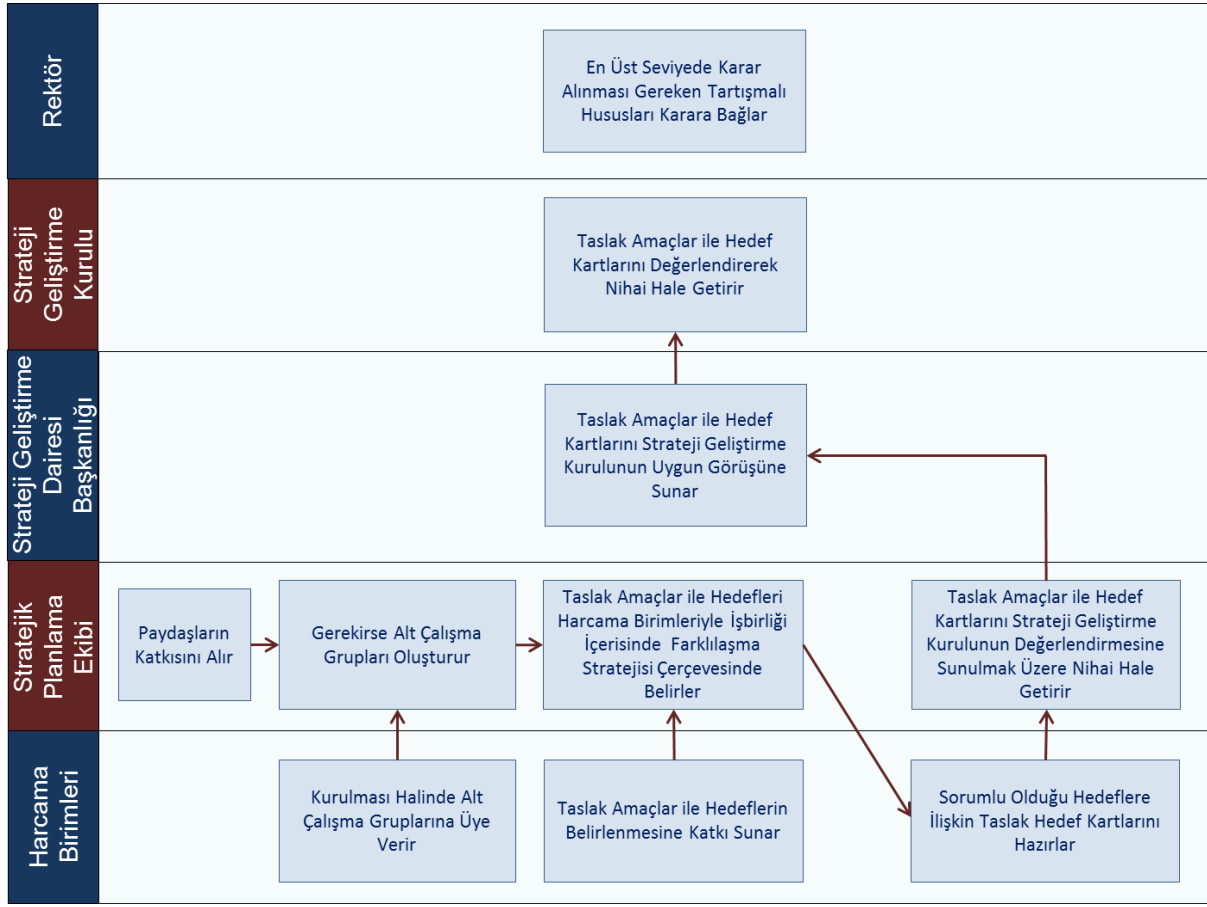 Rektör
En Üst Seviyede Karar
Alınması Gereken Tartışmalı
Hususları Karara Bağlar
Strateji
Geliştirme
Kurulu
Taslak Amaçlar ile Hedef
Kartlarını Değerlendirerek
Nihai Hale Getirir
Strateji Geliştirme
Dairesi
Başkanlığı
Taslak Amaçlar ile Hedef
Kartlarını Strateji Geliştirme
Kurulunun Uygun Görüşüne
Sunar
Stratejik
Planlama
Ekibi
Paydaşların
Katkısını Alır
Gerekirse Alt Çalışma
Grupları Oluşturur
Taslak Amaçlar ile Hedefleri
Harcama Birimleriyle İşbirliği
İçerisinde Farklılaşma
Stratejisi Çerçevesinde
Belirler
Taslak Amaçlar ile Hedef
Kartlarını Strateji Geliştirme
Kurulunun Değerlendirmesine
Sunulmak Üzere Nihai Hale
Getirir
Harcama
Birimleri
Kurulması Halinde Alt
Çalışma Gruplarına Üye
Verir
Taslak Amaçlar ile Hedeflerin
Belirlenmesine Katkı Sunar
Sorumlu Olduğu Hedeflere
İlişkin Taslak Hedef Kartlarını
Hazırlar